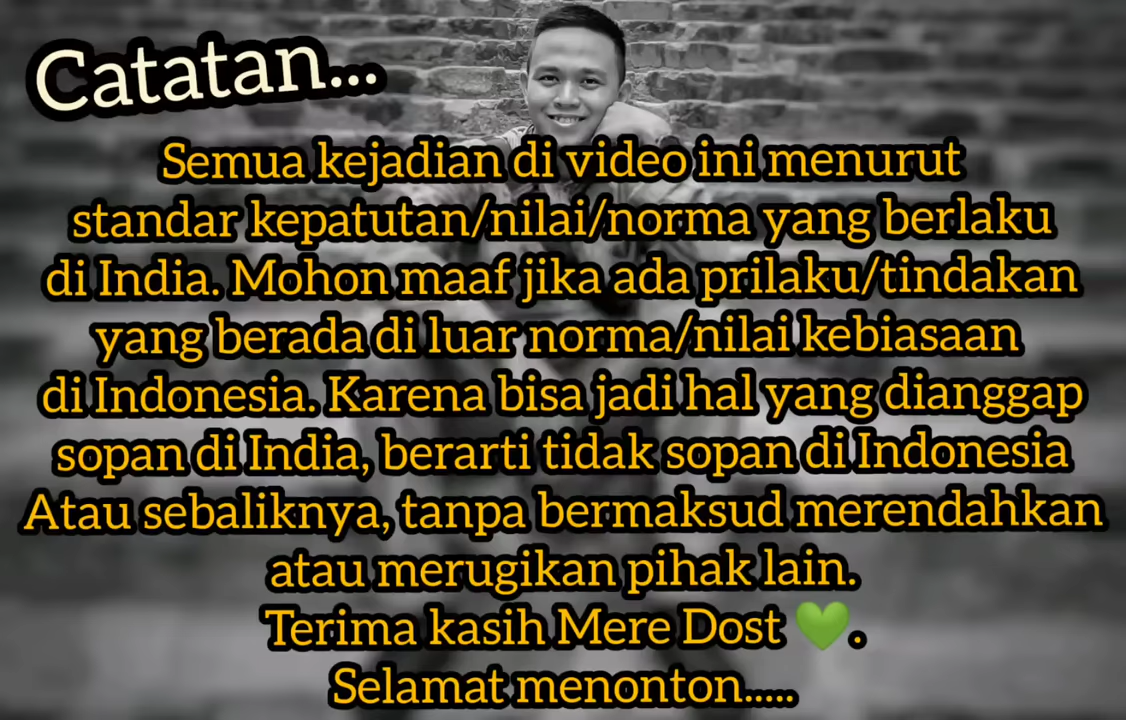 Catatan...
Semua kejadian di video ini menurut
standar kepatutan/nilai/norma yang berlaku
di India. Mohon maaf jika ada prilaku/tindakan
yang berada di luar norma/nilai kebiasaan
di Indonesia. Karena bisa jadi hal yang dianggap
sopan di India, berarti tidak sopan di Indonesia
Atau sebaliknya, tanpa bermaksud merendahkan
atau merugikan pihak lain.
Terima kasih Mere Dost 💚.
Selamat menonton.....